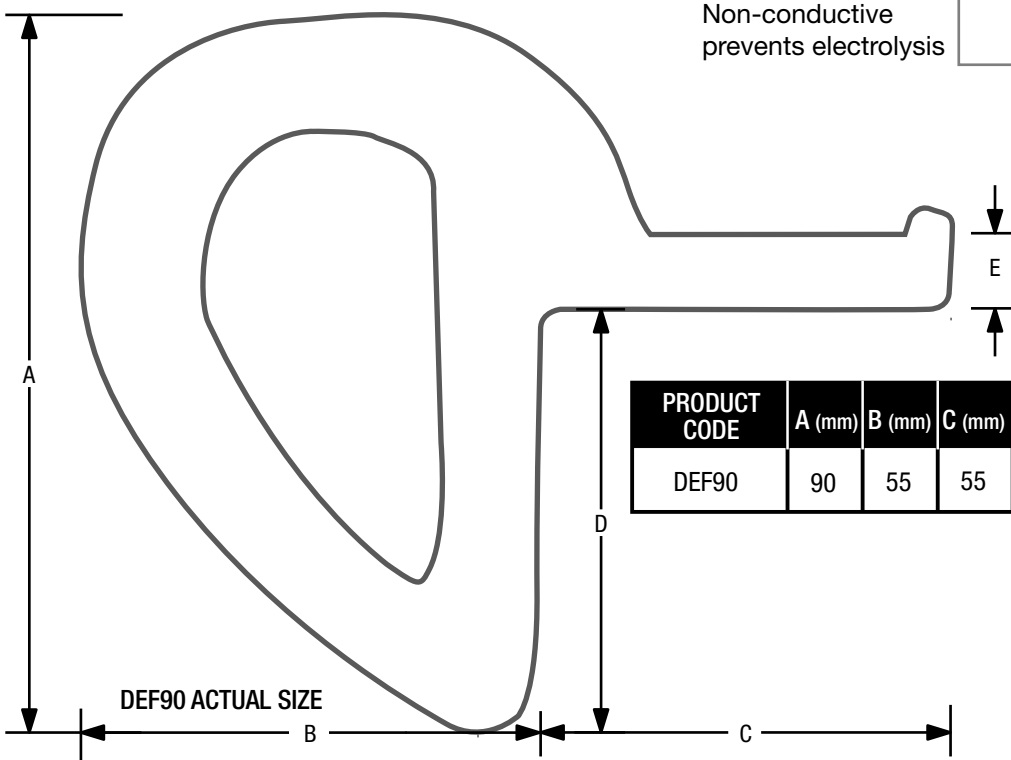 Non-conductive
prevents electrolysis
E
A
PRODUCT CODE A (mm) B (mm) C (mm)
DEF90 90 55 55
D
DEF90 ACTUAL SIZE
B
C